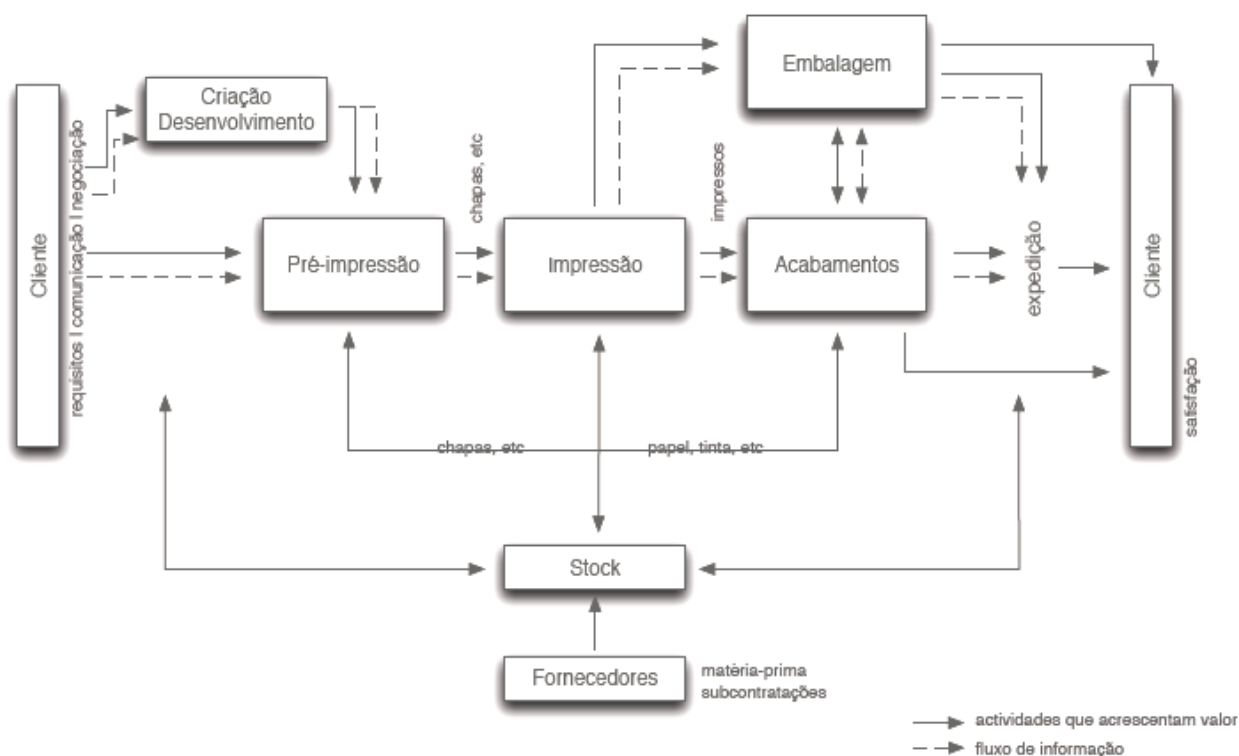 Embalagem
Criação
Desenvolvimento
Cliente
requisitos | comunicação | negociação
chapas, etc
impressos
Pré-impressão
Impressão
Acabamentos
expedição
Cliente
satisfação
chapas, etc
papel, tinta, etc
Stock
Fornecedores
matéria-prima
subcontratações
actividades que acrescentam valor
fluxo de informação